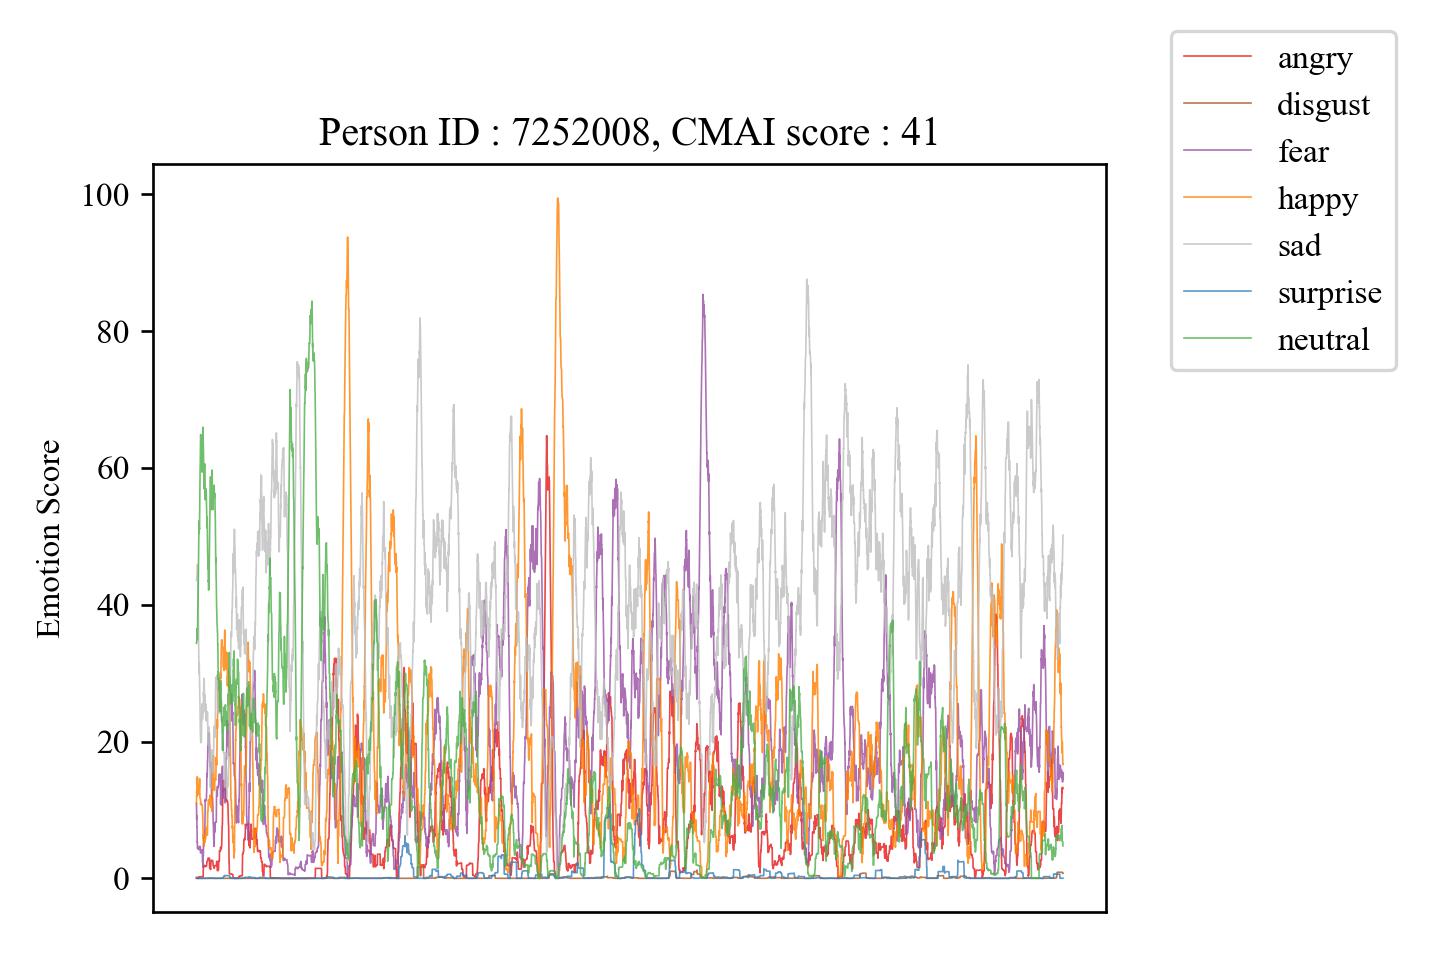 Person ID : 7252008, CMAI score : 41
angry
disgust
fear
happy
sad
surprise
neutral
Emotion Score
100
80
60
40
20
0